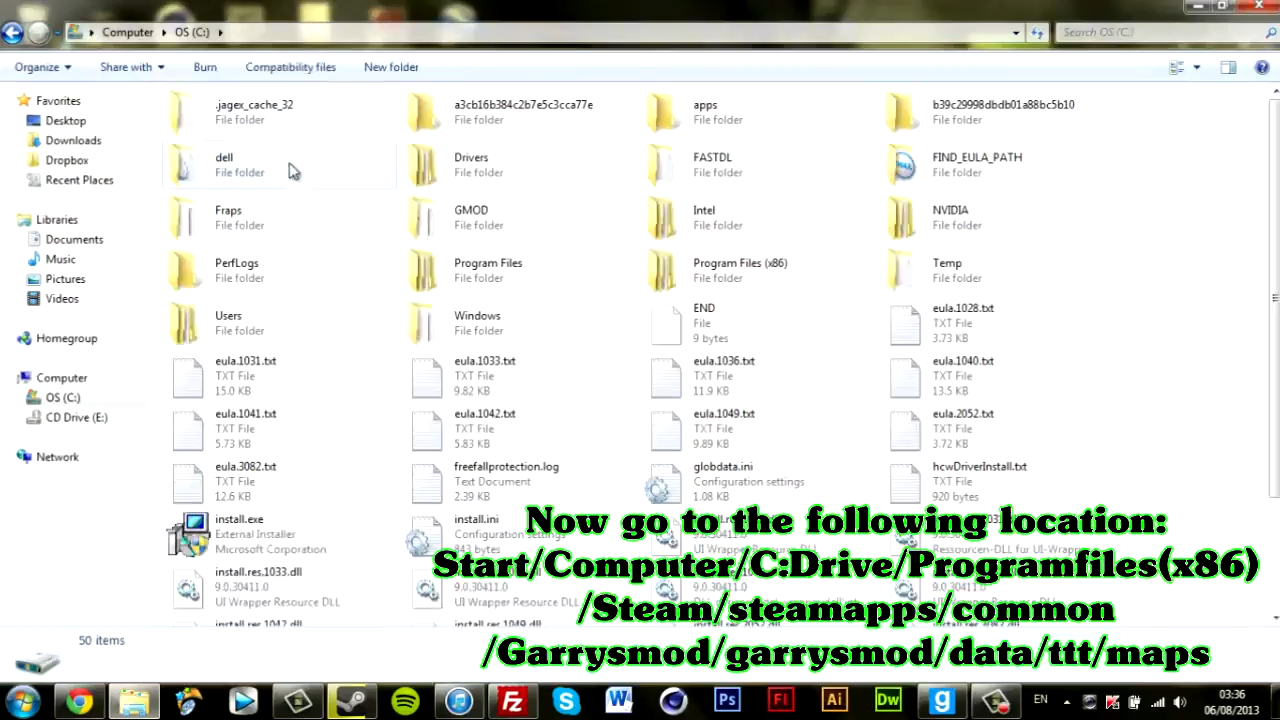 Computer
OS (C:)
Search OS (C:)
Organize
Share with
Burn
Compatibility files
New folder
Favorites
Desktop
Downloads
Dropbox
Recent Places
Libraries
Documents
Music
Pictures
Videos
Homegroup
Computer
OS (C:)
CD Drive (E:)
Network
.jagex_cache_32
File folder
a3cb16b384c2b7e5c3cca77e
File folder
apps
File folder
b39c29998dbdb01a88bc5b10
File folder
dell
File folder
Drivers
File folder
FASTDL
File folder
FIND_EULA_PATH
File folder
Fraps
File folder
GMOD
File folder
Intel
File folder
NVIDIA
File folder
PerfLogs
File folder
Program Files
File folder
Program Files (x86)
File folder
Temp
File folder
Users
File folder
Windows
File folder
END
File
9 bytes
eula.1028.txt
TXT File
3.73 KB
eula.1031.txt
TXT File
15.0 KB
eula.1033.txt
TXT File
9.82 KB
eula.1036.txt
TXT File
11.9 KB
eula.1040.txt
TXT File
13.5 KB
eula.1041.txt
TXT File
5.73 KB
eula.1042.txt
TXT File
5.83 KB
eula.1049.txt
TXT File
9.89 KB
eula.2052.txt
TXT File
3.72 KB
eula.3082.txt
TXT File
12.6 KB
freefallprotection.log
Text Document
2.39 KB
globdata.ini
Configuration settings
1.08 KB
hcwDriverInstall.txt
TXT File
920 bytes
install.exe
External Installer
Microsoft Corporation
install.ini
Configuration settings
843 bytes
install.res.1033.dll
9.0.30411.0
UI Wrapper Resource DLL
9.0.30411.0
UI Wrapper Resource DLL
Now go to the following location:
Start/Computer/C:Drive/Programfiles(x86)
/Steam/steamapps/common
/Garrysmod/garrysmod/data/ttt/maps
50 items
EN
03:36
06/08/2013